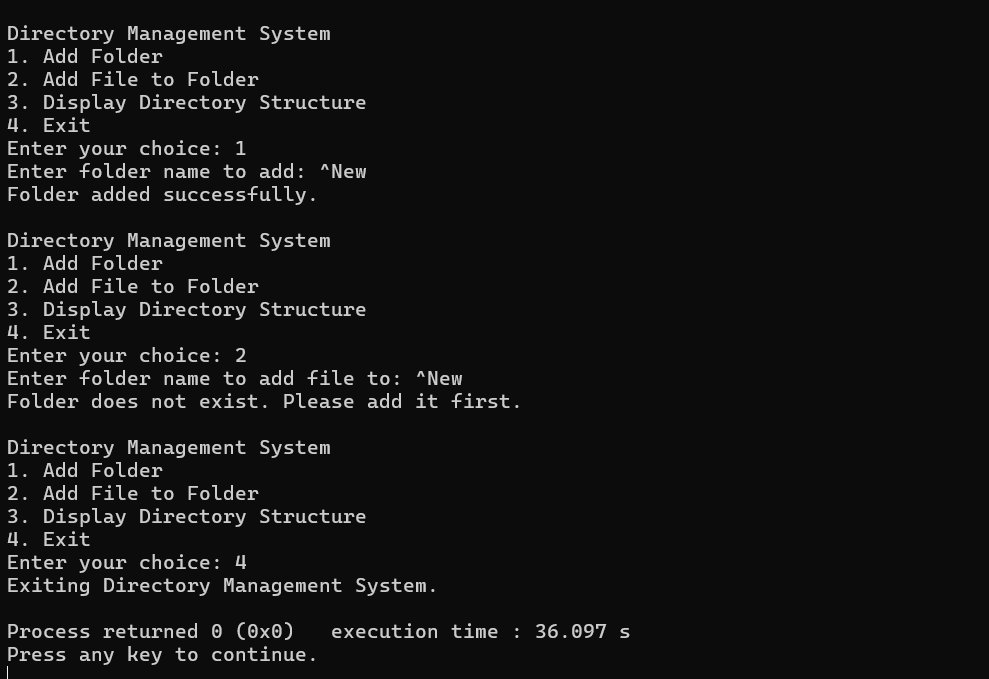 Directory Management System
1. Add Folder
2. Add File to Folder
3. Display Directory Structure
4. Exit
Enter your choice: 1
Enter folder name to add: ^New
Folder added successfully.

Directory Management System
1. Add Folder
2. Add File to Folder
3. Display Directory Structure
4. Exit
Enter your choice: 2
Enter folder name to add file to: ^New
Folder does not exist. Please add it first.

Directory Management System
1. Add Folder
2. Add File to Folder
3. Display Directory Structure
4. Exit
Enter your choice: 4
Exiting Directory Management System.

Process returned 0 (0x0)   execution time : 36.097 s
Press any key to continue.